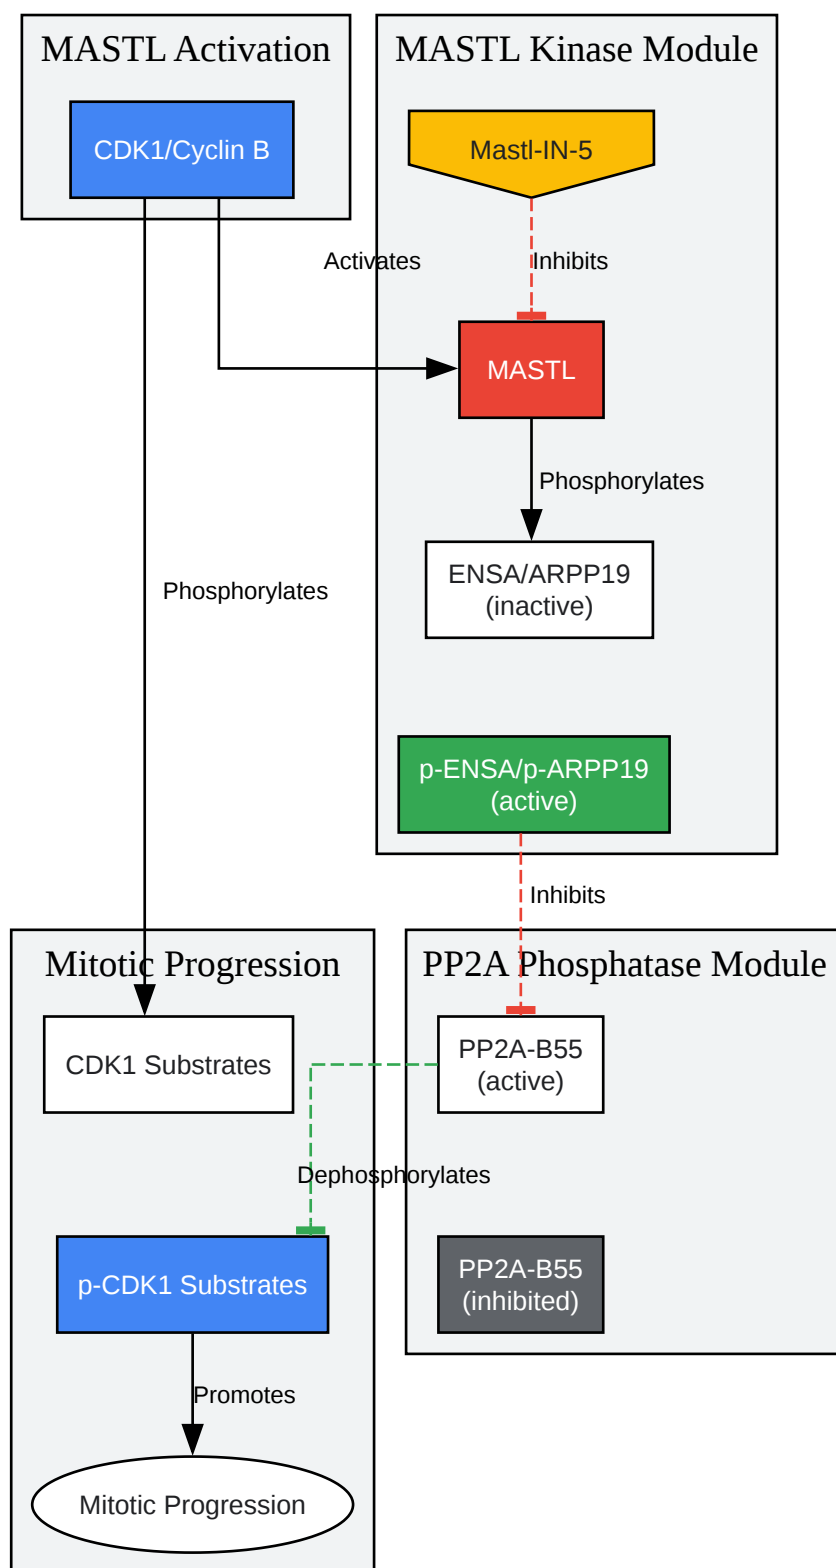 MASTL Activation
MASTL Kinase Module
CDK1/Cyclin B
Mastl-IN-5
Activates
Inhibits
MASTL
Phosphorylates
ENSA/ARPP19
(inactive)
Phosphorylates
p-ENSA/p-ARPP19
(active)
Inhibits
Mitotic Progression
PP2A Phosphatase Module
CDK1 Substrates
PP2A-B55
(active)
Dephosphorylates
p-CDK1 Substrates
PP2A-B55
(inhibited)
Promotes
Mitotic Progression